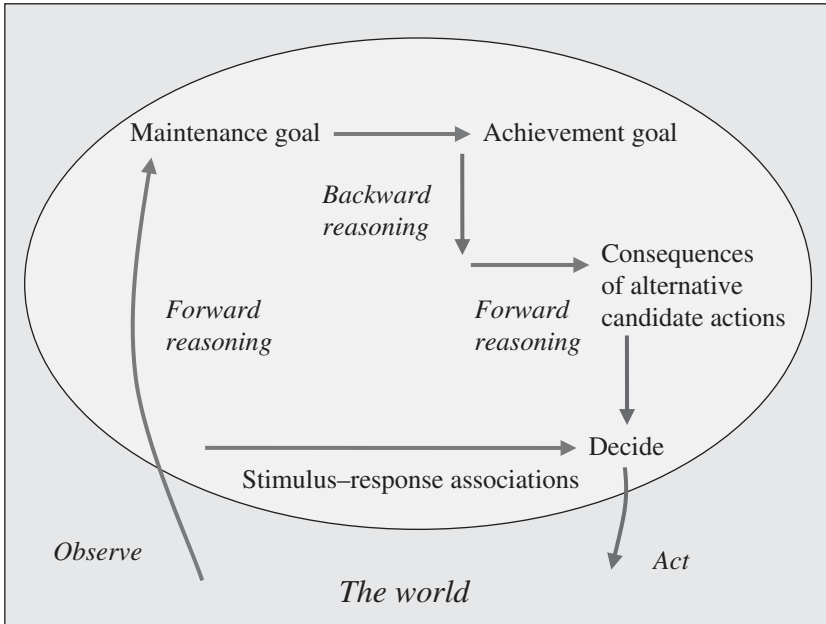 Maintenance goal
Achievement goal
Backward
reasoning
Consequences
of alternative
candidate actions
Forward
reasoning
Forward
reasoning
Decide
Stimulus–response associations
Observe
Act
The world